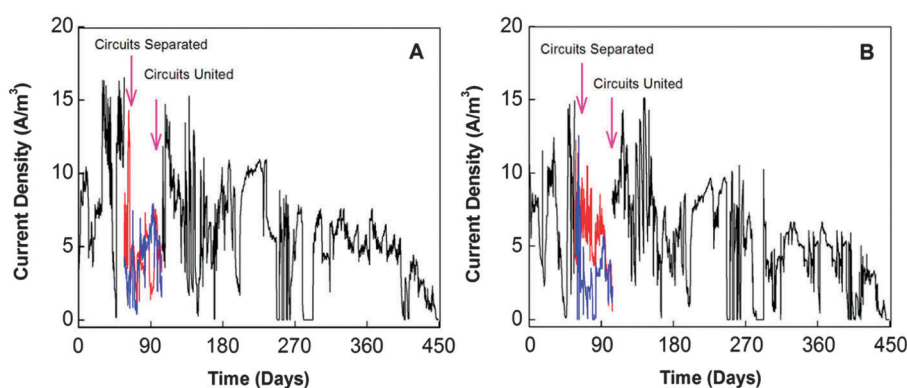 20
15
10
5
0
Current Density (A/m³)
Circuits Separated
Circuits United
A
0 90 180 270 360 450
Time (Days)
20
15
10
5
0
Current Density (A/m³)
Circuits Separated
Circuits United
B
0 90 180 270 360 450
Time (Days)